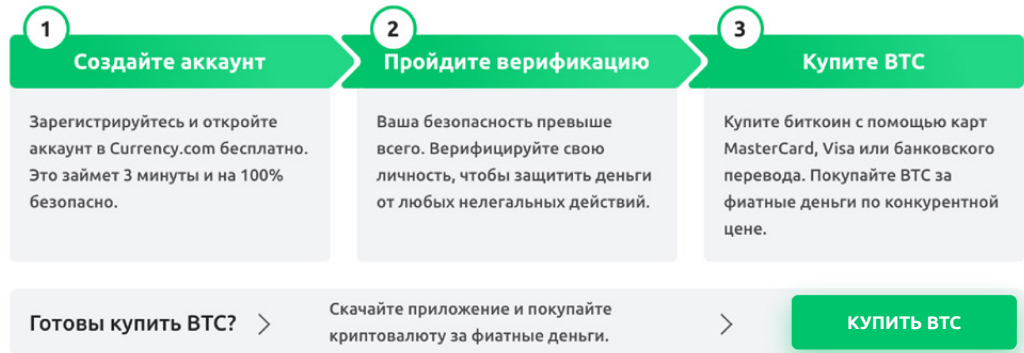 1
Создайте аккаунт
Зарегистрируйтесь и откройте
аккаунт в Currency.com бесплатно.
Это займет 3 минуты и на 100%
безопасно.
2
Пройдите верификацию
Ваша безопасность превыше
всего. Верифицируйте свою
личность, чтобы защитить деньги
от любых нелегальных действий.
3
Купите BTC
Купите биткоин с помощью карт
MasterCard, Visa или банковского
перевода. Покупайте BTC за
фиатные деньги по конкурентной
цене.
Готовы купить BTC?
Скачайте приложение и покупайте
криптовалюту за фиатные деньги.
КУПИТЬ BTC